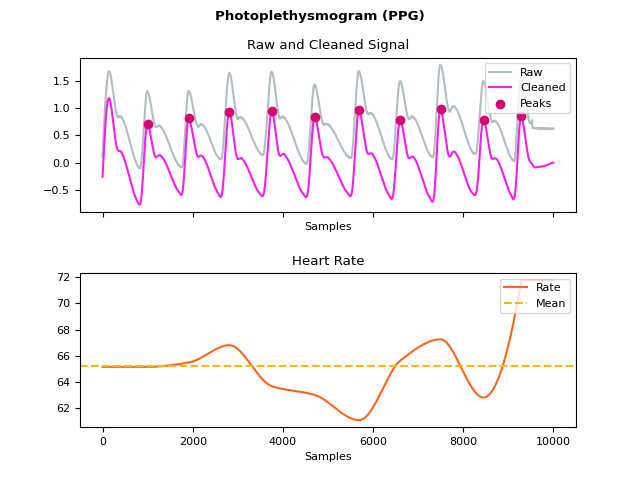 Photoplethysmogram (PPG)
Raw and Cleaned Signal
1.5
1.0
0.5
0.0
−0.5
Raw
Cleaned
Peaks
Samples
Heart Rate
72
70
68
66
64
62
Rate
Mean
0 2000 4000 6000 8000 10000
Samples